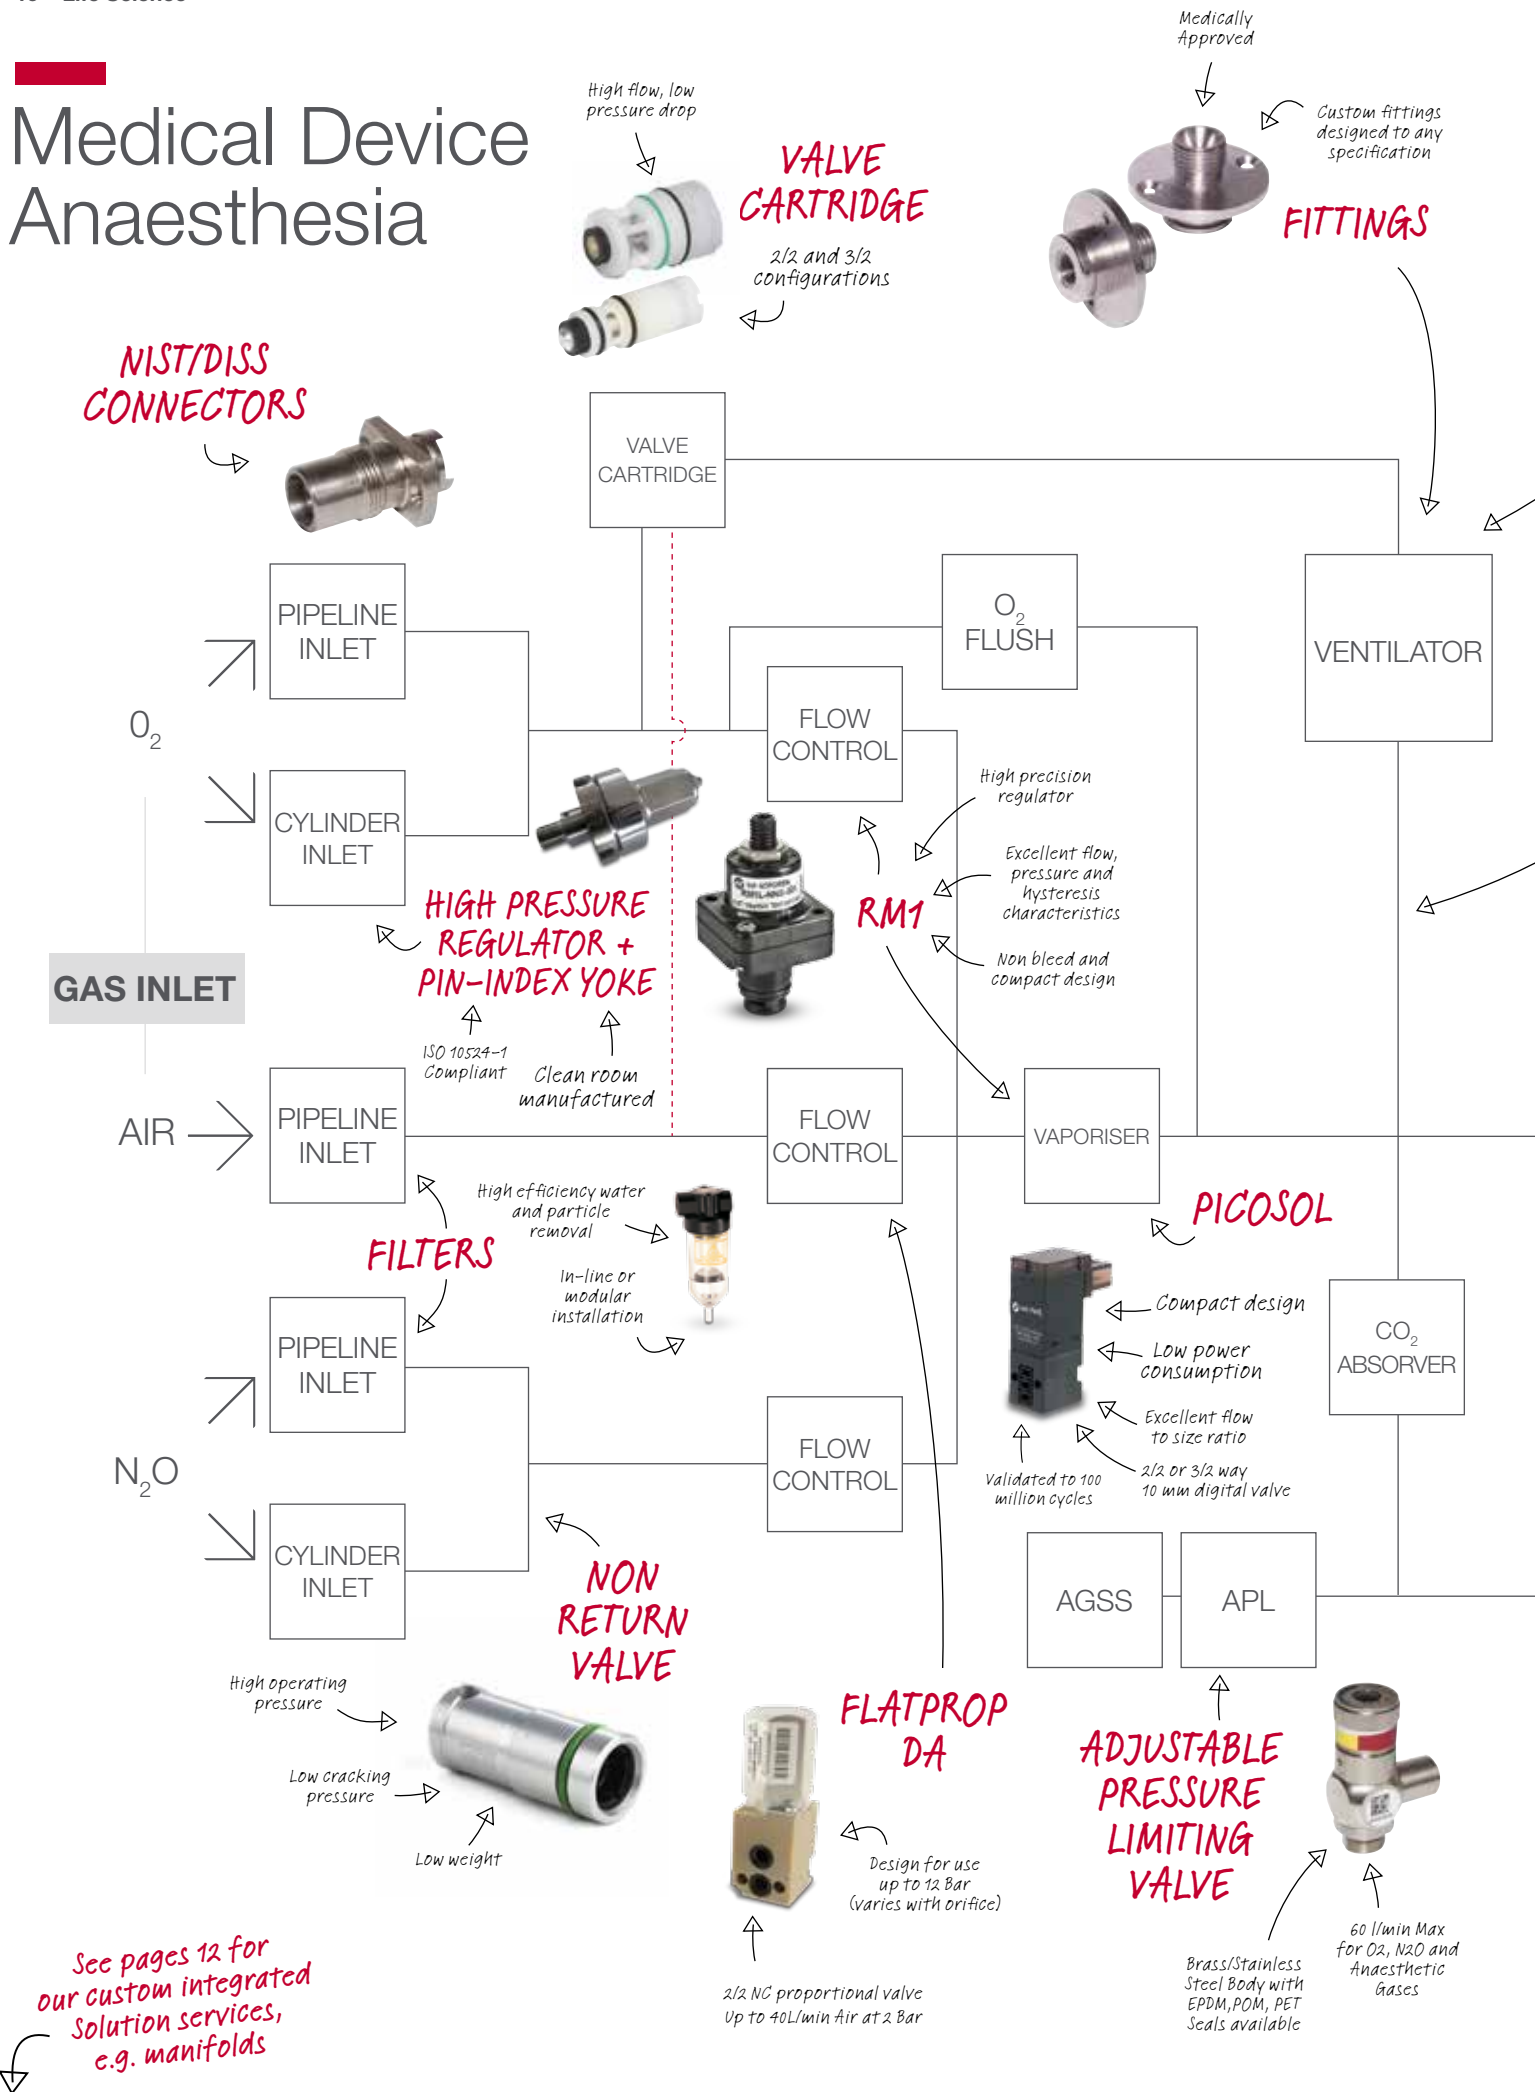 Medical Device
Anaesthesia
High flow, low
pressure drop
VALVE
CARTRIDGE
2/2 and 3/2
configurations
Medically
Approved
Custom fittings
designed to any
specification
FITTINGS
NIST/DISS
CONNECTORS
VALVE
CARTRIDGE
PIPELINE
INLET
O2
FLUSH
VENTILATOR
02
FLOW
CONTROL
CYLINDER
INLET
High precision
regulator
Excellent flow,
pressure and
hysteresis
characteristics
RM1
Non bleed and
compact design
HIGH PRESSURE
REGULATOR +
PIN-INDEX YOKE
GAS INLET
ISO 10524-1
Compliant
Clean room
manufactured
AIR
PIPELINE
INLET
FLOW
CONTROL
VAPORISER
High efficiency water
and particle
removal
FILTERS
In-line or
modular
installation
PICOSOL
Compact design
Low power
consumption
Excellent flow
to size ratio
2/2 or 3/2 way
10 mm digital valve
Validated to 100
million cycles
CO2
ABSORVER
PIPELINE
INLET
N2O
FLOW
CONTROL
CYLINDER
INLET
NON
RETURN
VALVE
AGSS
APL
High operating
pressure
Low cracking
pressure
Low weight
FLATPROP
DA
Design for use
up to 12 Bar
(varies with orifice)
2/2 NC proportional valve
Up to 40L/min Air at 2 Bar
ADJUSTABLE
PRESSURE
LIMITING
VALVE
Brass/Stainless
Steel Body with
EPDM,POM, PET
Seals available
60 l/min Max
for O2, N2O and
Anaesthetic
Gases
See pages 12 for
our custom integrated
Solution services,
e.g. manifolds